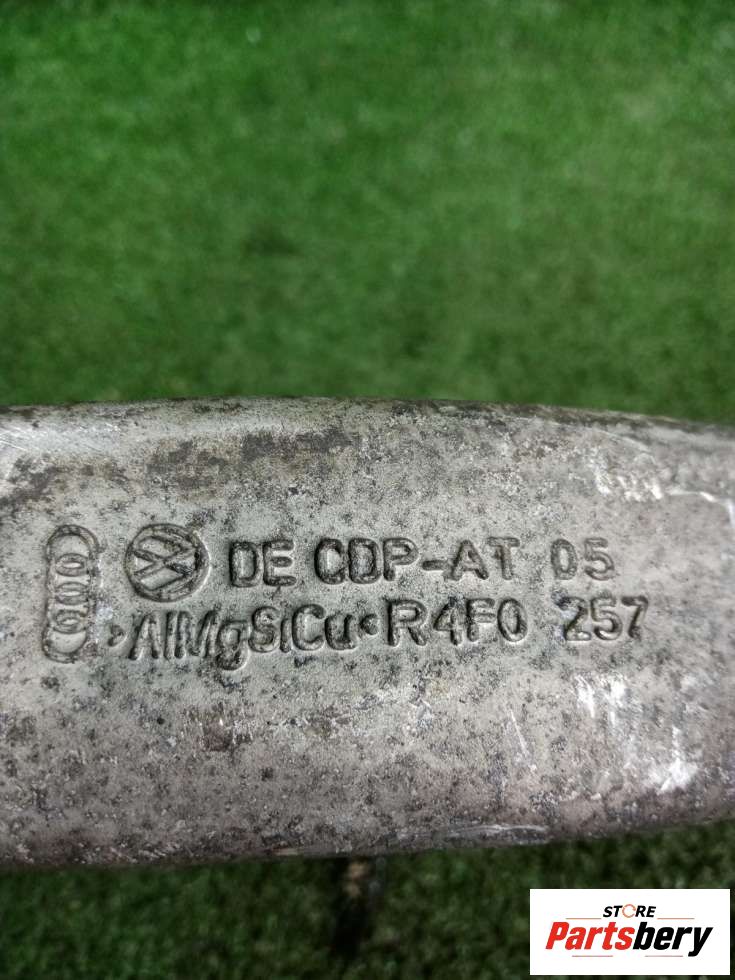 DE CDP-AT 05
>AlMgSiCu< R4F0 257
STORE
Partsbery